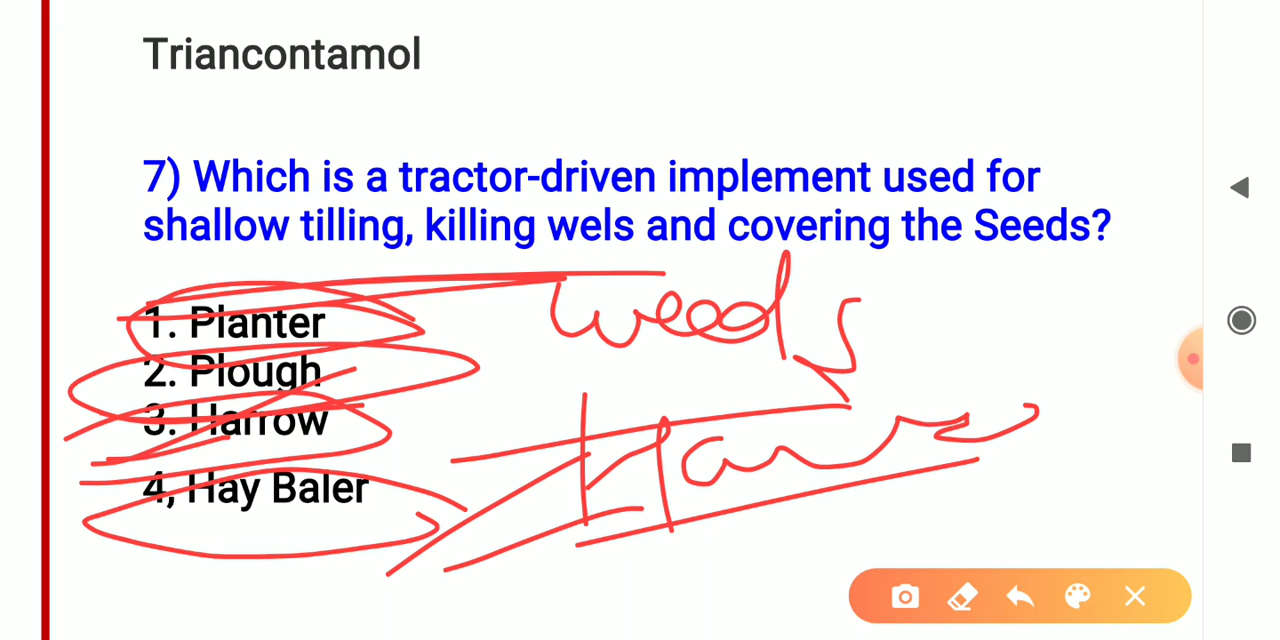 Triancontamol
7) Which is a tractor-driven implement used for
shallow tilling, killing wels and covering the Seeds?
1. Planter
weeds
2. Plough
3. Harrow
Harrow
4, Hay Baler